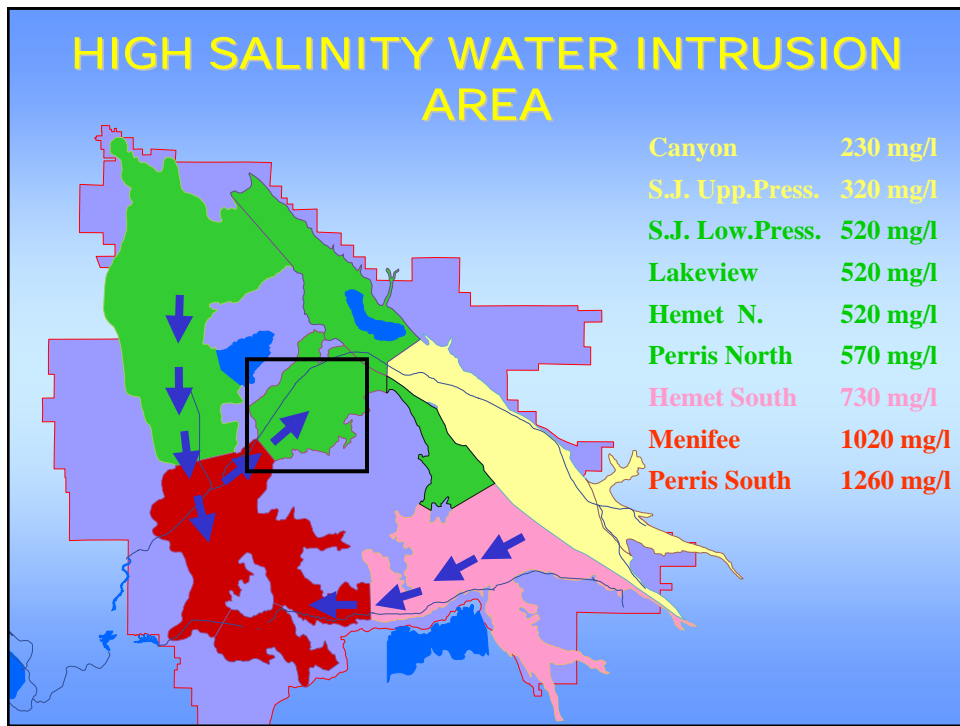 HIGH SALINITY WATER INTRUSION
AREA
Canyon 230 mg/l
S.J. Upp.Press. 320 mg/l
S.J. Low.Press. 520 mg/l
Lakeview 520 mg/l
Hemet N. 520 mg/l
Perris North 570 mg/l
Hemet South 730 mg/l
Menifee 1020 mg/l
Perris South 1260 mg/l